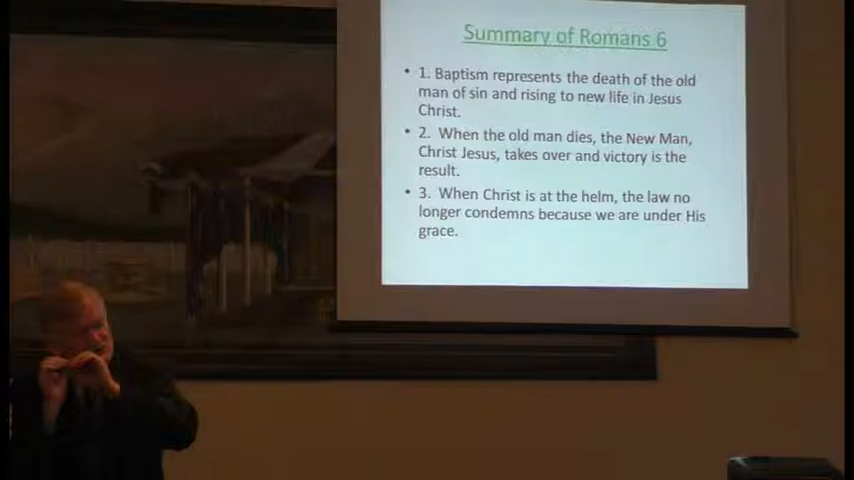 Summary of Romans 6
• 1. Baptism represents the death of the old
man of sin and rising to new life in Jesus
Christ.
• 2. When the old man dies, the New Man,
Christ Jesus, takes over and victory is the
result.
• 3. When Christ is at the helm, the law no
longer condemns because we are under His
grace.